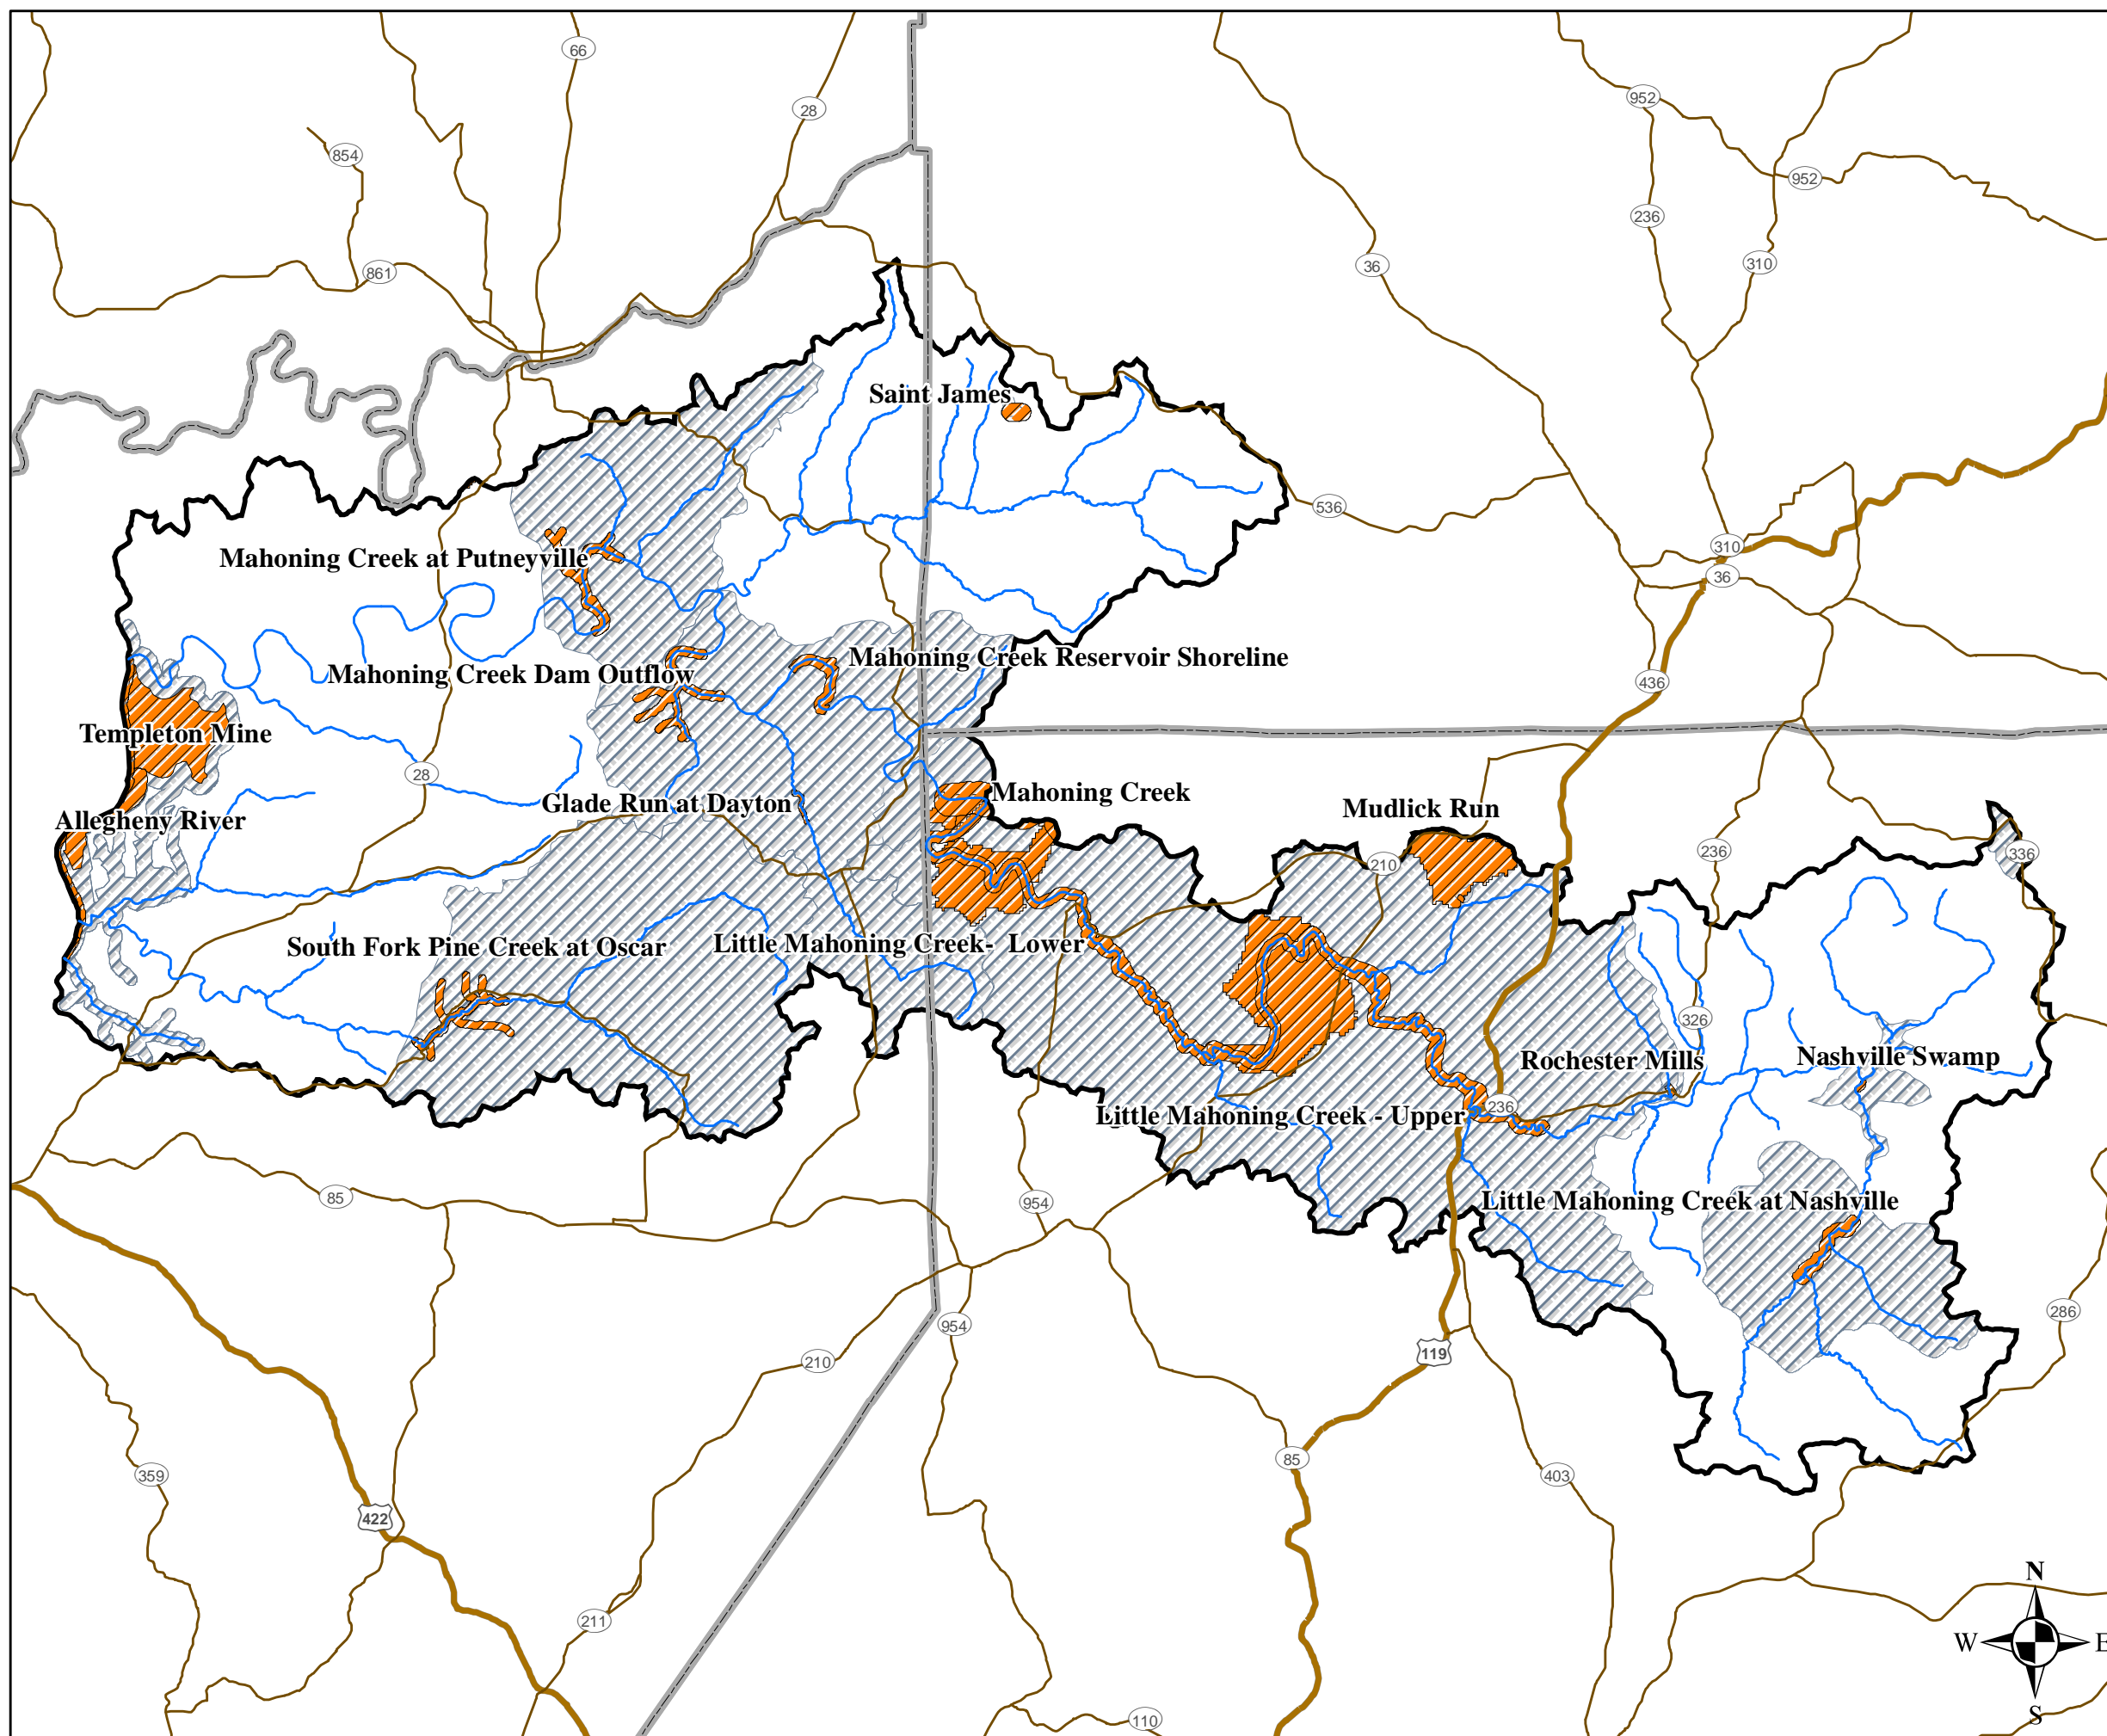 66
28
952
854
952
236
861
36
310
Saint James
536
310
Mahoning Creek at Putneyville
36
Mahoning Creek Reservoir Shoreline
Mahoning Creek Dam Outflow
436
Templeton Mine
28
Mahoning Creek
Glade Run at Dayton
Mudlick Run
Allegheny River
236
336
210
Little Mahoning Creek- Lower
South Fork Pine Creek at Oscar
326
Nashville Swamp
Rochester Mills
236
Little Mahoning Creek - Upper
85
954
Little Mahoning Creek at Nashville
286
954
119
210
85
359
403
422
N
211
W
E
S
110